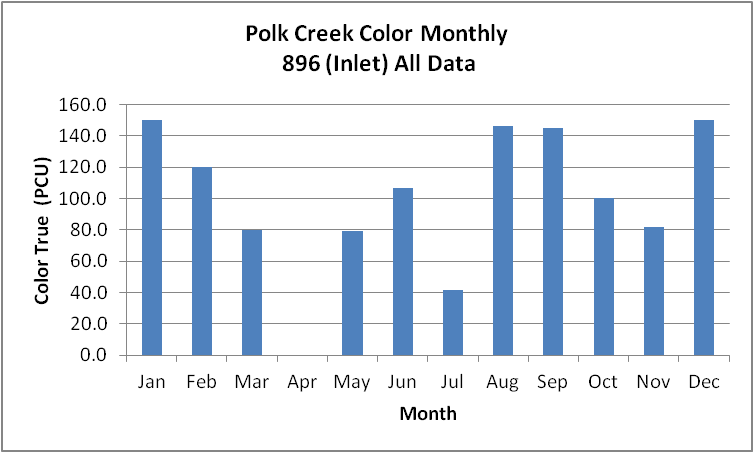 Polk Creek Color Monthly
896 (Inlet) All Data
Color True (PCU)
160.0
140.0
120.0
100.0
80.0
60.0
40.0
20.0
0.0
Jan Feb Mar Apr May Jun Jul Aug Sep Oct Nov Dec
Month